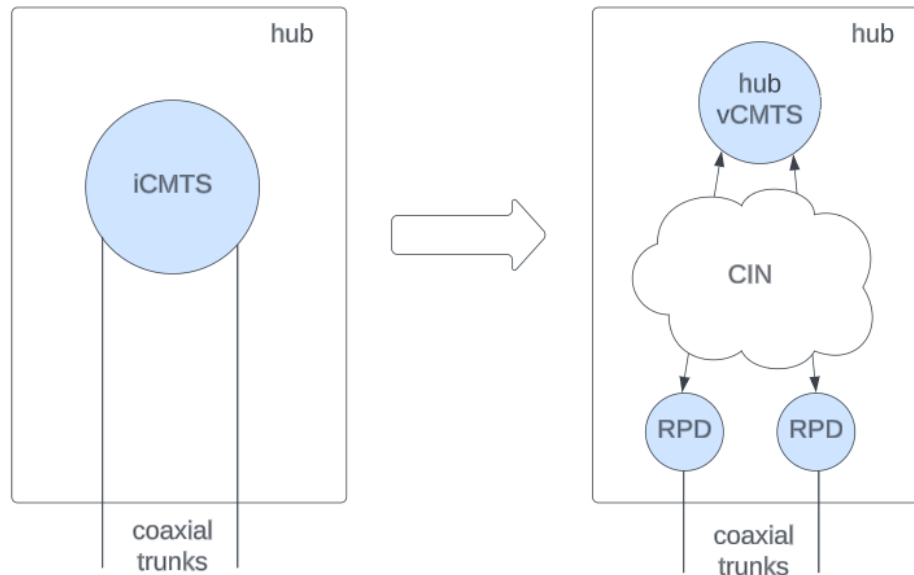 hub
iCMTS
coaxial
trunks
hub
hub
vCMTS
CIN
RPD
RPD
coaxial
trunks